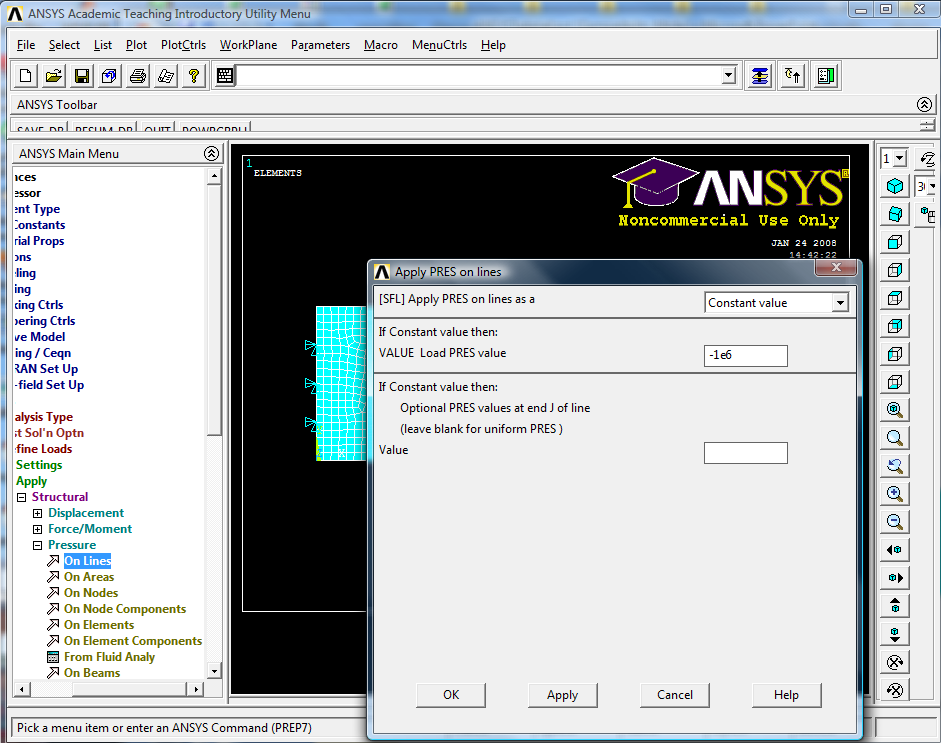 ANSYS Academic Teaching Introductory Utility Menu
File Select List Plot PlotCtrls WorkPlane Parameters Macro MenuCtrls Help
ANSYS Toolbar
SAVE_DB RESUM_DB QUIT POWRGRPH
ANSYS Main Menu
nces
essor
ent Type
Constants
rial Props
ons
eling
ing
king Ctrls
bering Ctrls
ve Model
ling / Ceqn
RAN Set Up
-field Set Up
alysis Type
st Sol'n Optn
fine Loads
Settings
Apply
Structural
Displacement
Force/Moment
Pressure
On Lines
On Areas
On Nodes
On Node Components
On Elements
On Element Components
From Fluid Analy
On Beams
1
ELEMENTS
ANSYS®
Noncommercial Use Only
JAN 24 2008
14:42:22
Apply PRES on lines
[SFL] Apply PRES on lines as a
Constant value
If Constant value then:
VALUE Load PRES value
-1e6
If Constant value then:
Optional PRES values at end J of line
(leave blank for uniform PRES )
Value
OK Apply Cancel Help
1
Pick a menu item or enter an ANSYS Command (PREP7)